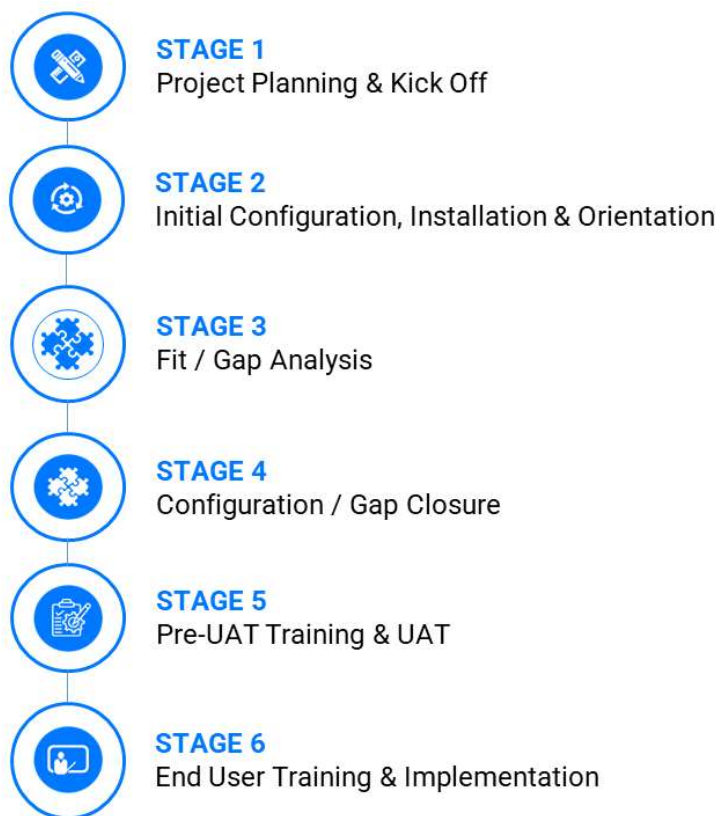 STAGE 1
Project Planning & Kick Off
STAGE 2
Initial Configuration, Installation & Orientation
STAGE 3
Fit / Gap Analysis
STAGE 4
Configuration / Gap Closure
STAGE 5
Pre-UAT Training & UAT
STAGE 6
End User Training & Implementation